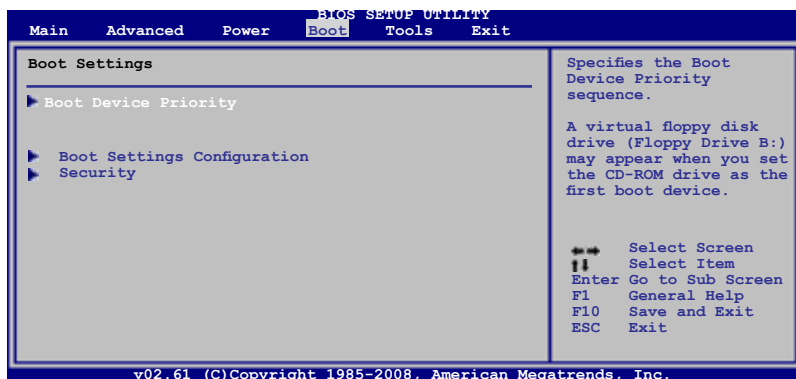 BIOS SETUP UTILITY
Main Advanced Power Boot Tools Exit
Boot Settings
Boot Device Priority
Boot Settings Configuration
Security
Specifies the Boot
Device Priority
sequence.
A virtual floppy disk
drive (Floppy Drive B:)
may appear when you set
the CD-ROM drive as the
first boot device.
Select Screen
Select Item
Enter Go to Sub Screen
F1 General Help
F10 Save and Exit
ESC Exit
v02.61 (C)Copyright 1985-2008, American Megatrends, Inc.